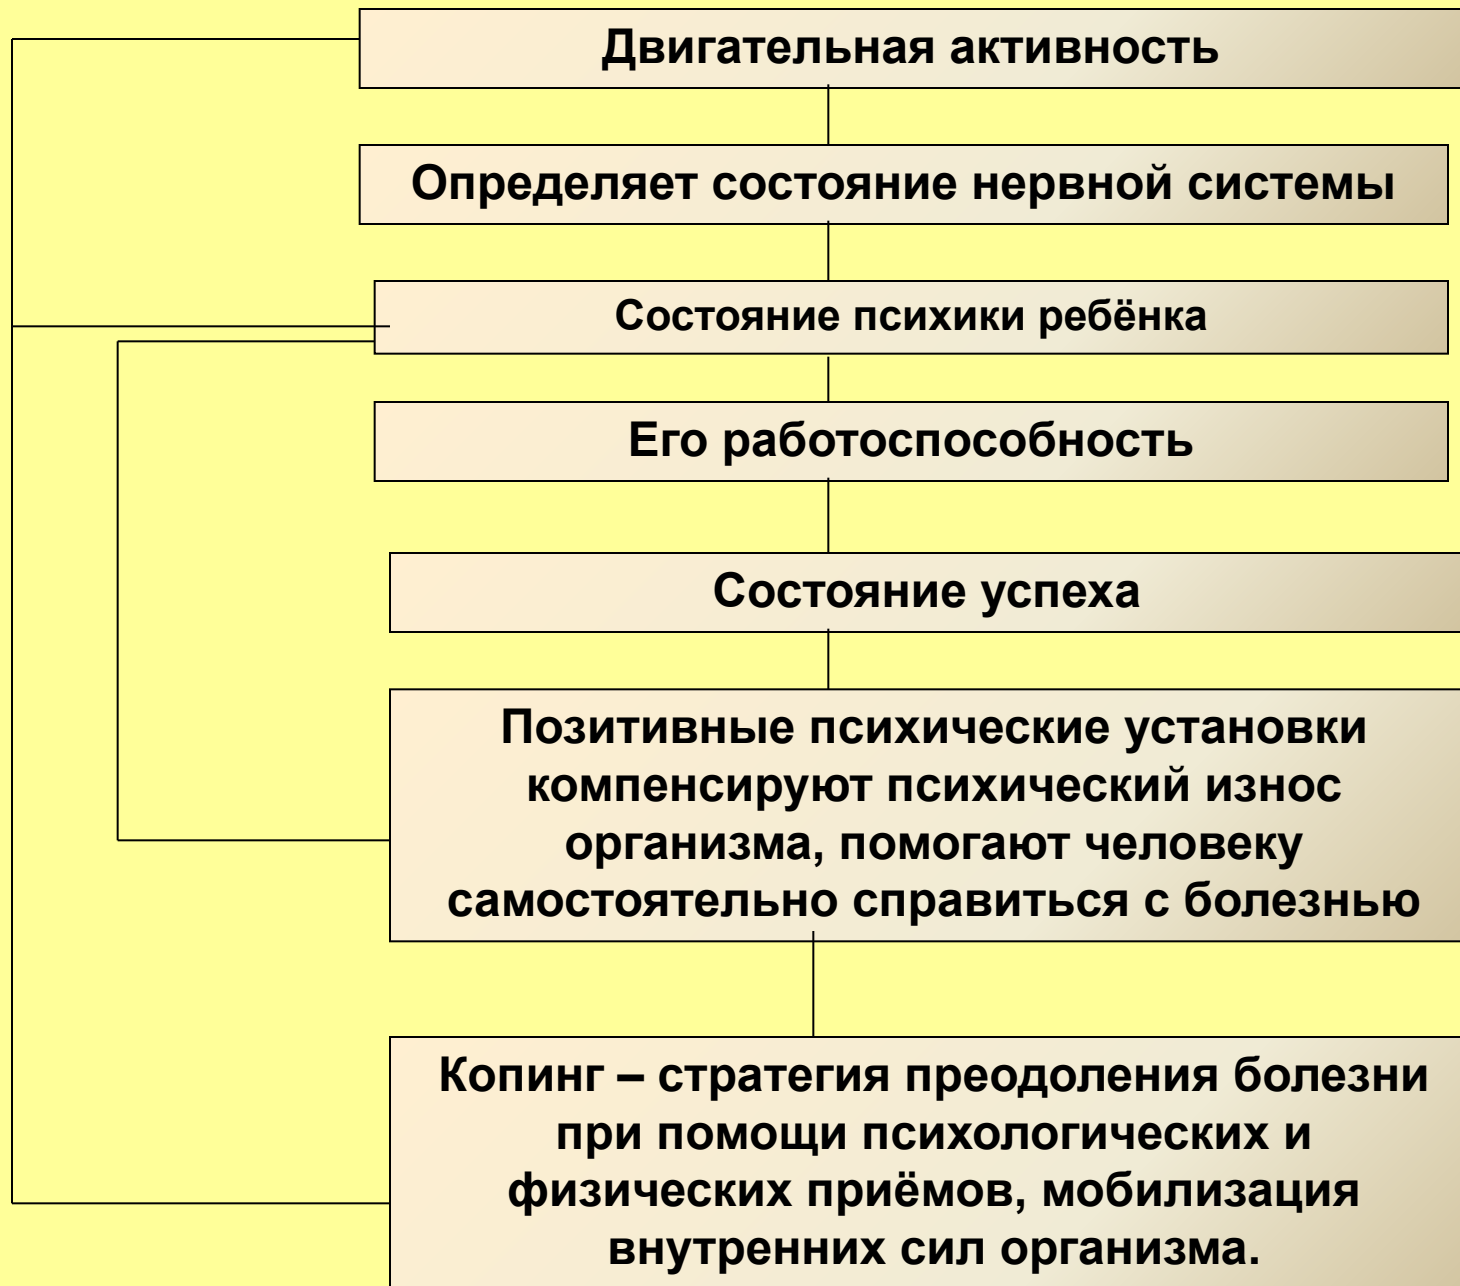 Двигательная активность
Определяет состояние нервной системы
Состояние психики ребёнка
Его работоспособность
Состояние успеха
Позитивные психические установки
компенсируют психический износ
организма, помогают человеку
самостоятельно справиться с болезнью
Копинг – стратегия преодоления болезни
при помощи психологических и
физических приёмов, мобилизация
внутренних сил организма.